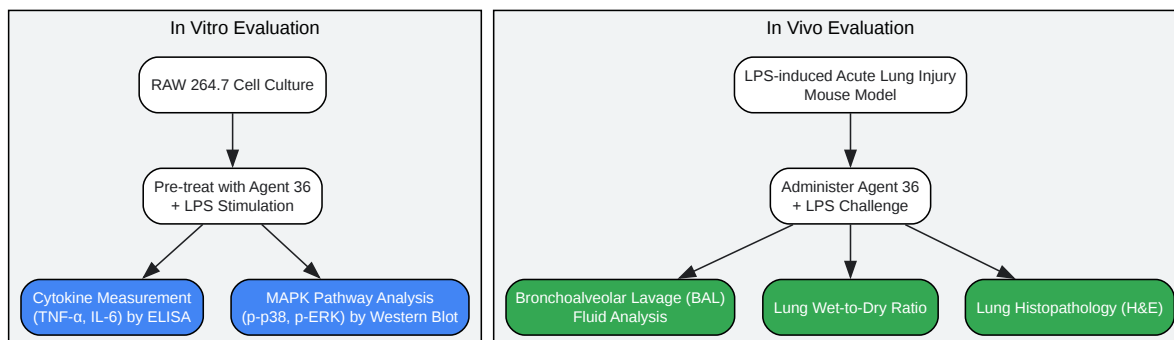 In Vitro Evaluation
RAW 264.7 Cell Culture
Pre-treat with Agent 36
+ LPS Stimulation
Cytokine Measurement
(TNF-α, IL-6) by ELISA
MAPK Pathway Analysis
(p-p38, p-ERK) by Western Blot
In Vivo Evaluation
LPS-induced Acute Lung Injury
Mouse Model
Administer Agent 36
+ LPS Challenge
Bronchoalveolar Lavage (BAL)
Fluid Analysis
Lung Wet-to-Dry Ratio
Lung Histopathology (H&E)